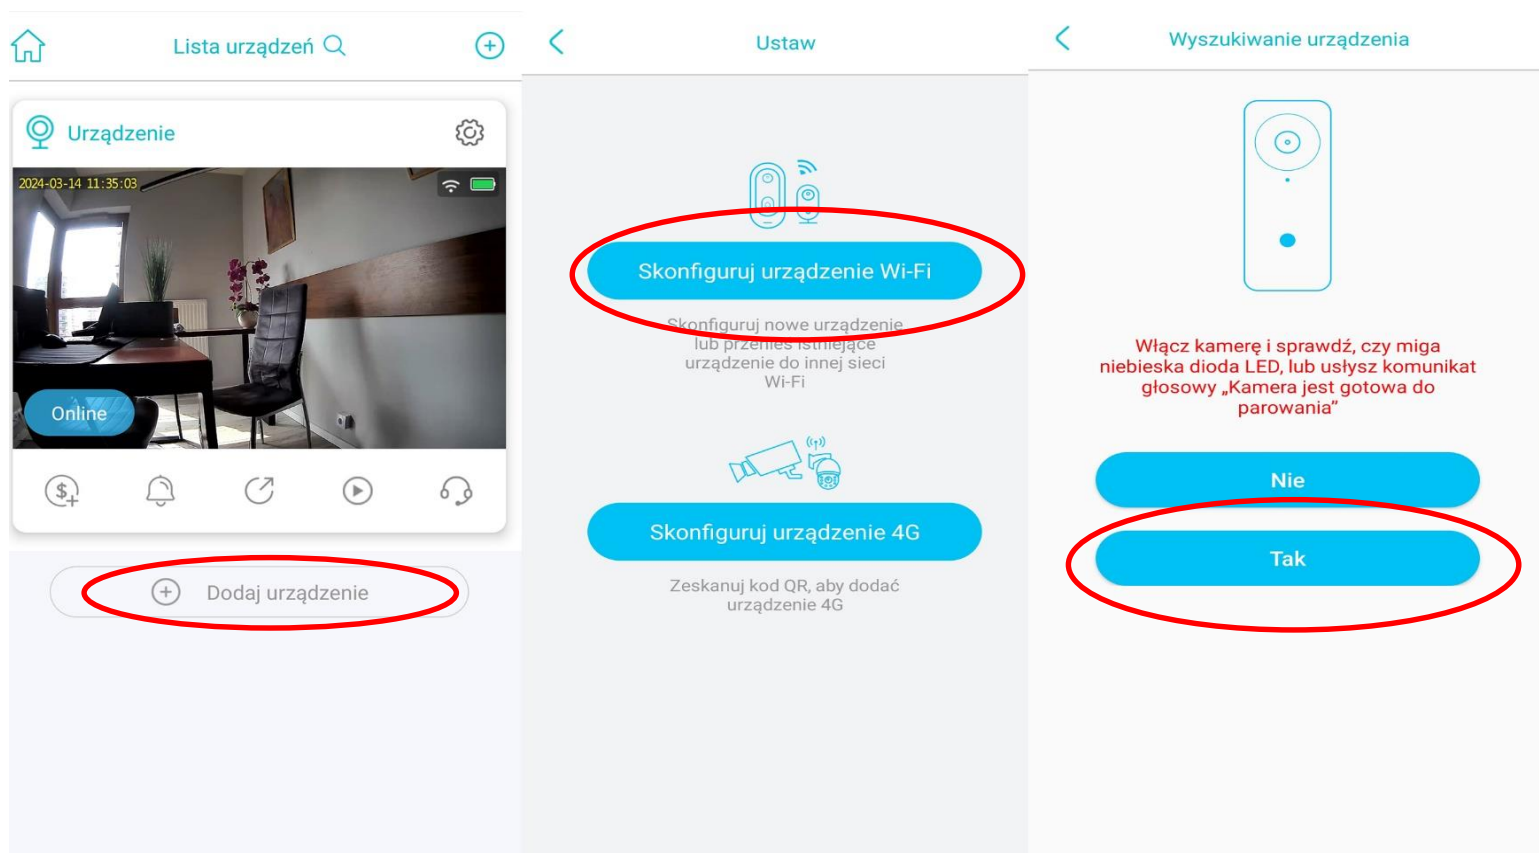 Lista urządzeń
Urządzenie
2024-03-14 11:35:03
Online
Dodaj urządzenie
Ustaw
Skonfiguruj urządzenie Wi-Fi
Skonfiguruj nowe urządzenie
lub przenieś istniejące
urządzenie do innej sieci
Wi-Fi
Skonfiguruj urządzenie 4G
Zeskanuj kod QR, aby dodać
urządzenie 4G
Wyszukiwanie urządzenia
Włącz kamerę i sprawdź, czy miga
niebieska dioda LED, lub usłysz komunikat
głosowy „Kamera jest gotowa do
parowania”
Nie
Tak